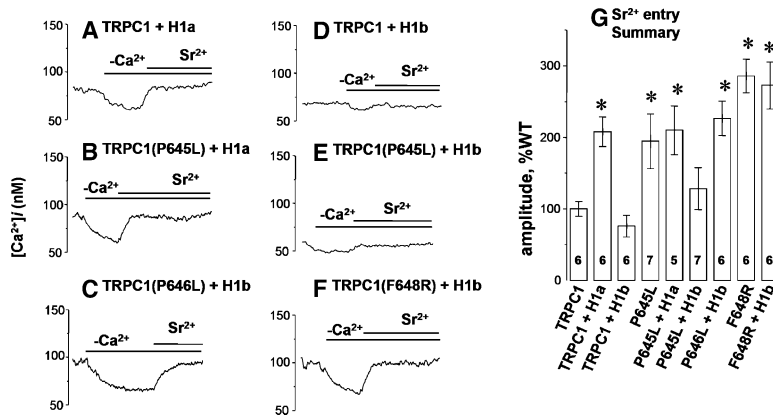 A TRPC1 + H1a
150
100
50
-Ca²⁺
Sr²⁺
B TRPC1(P645L) + H1a
150
100
50
-Ca²⁺
Sr²⁺
C TRPC1(P646L) + H1b
150
100
50
-Ca²⁺
Sr²⁺
[Ca²⁺]i (nM)
D TRPC1 + H1b
150
100
50
-Ca²⁺
Sr²⁺
E TRPC1(P645L) + H1b
150
100
50
-Ca²⁺
Sr²⁺
F TRPC1(F648R) + H1b
150
100
50
-Ca²⁺
Sr²⁺
G Sr²⁺ entry
Summary
amplitude, %WT
300
200
100
0
* * * * * *
6 6 6 7 5 7 6 6 6
TRPC1
TRPC1 + H1a
TRPC1 + H1b
P645L
P645L + H1a
P645L + H1b
P646L + H1b
F648R
F648R + H1b